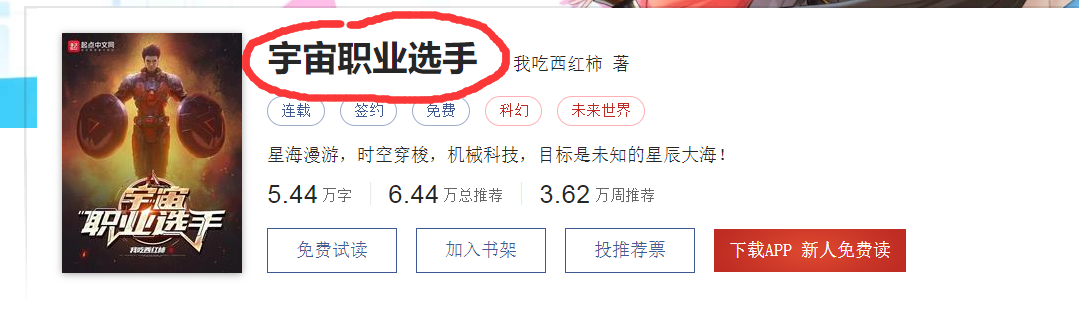 起点中文网
宇宙
职业选手
我吃西红柿
宇宙职业选手 我吃西红柿 著
连载 签约 免费 科幻 未来世界
星海漫游，时空穿梭，机械科技，目标是未知的星辰大海！
5.44 万字 6.44 万总推荐 3.62 万周推荐
免费试读 加入书架 投推荐票 下载APP 新人免费读